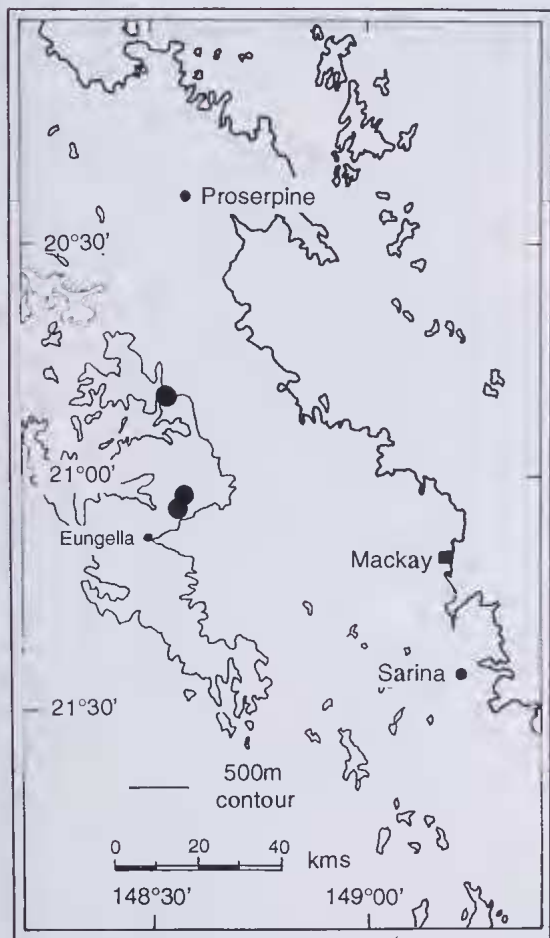 Proserpine
20°30'
21°00'
Eungella
Mackay
Sarina
21°30'
500m
contour
0 20 40
kms
148°30' 149°00'